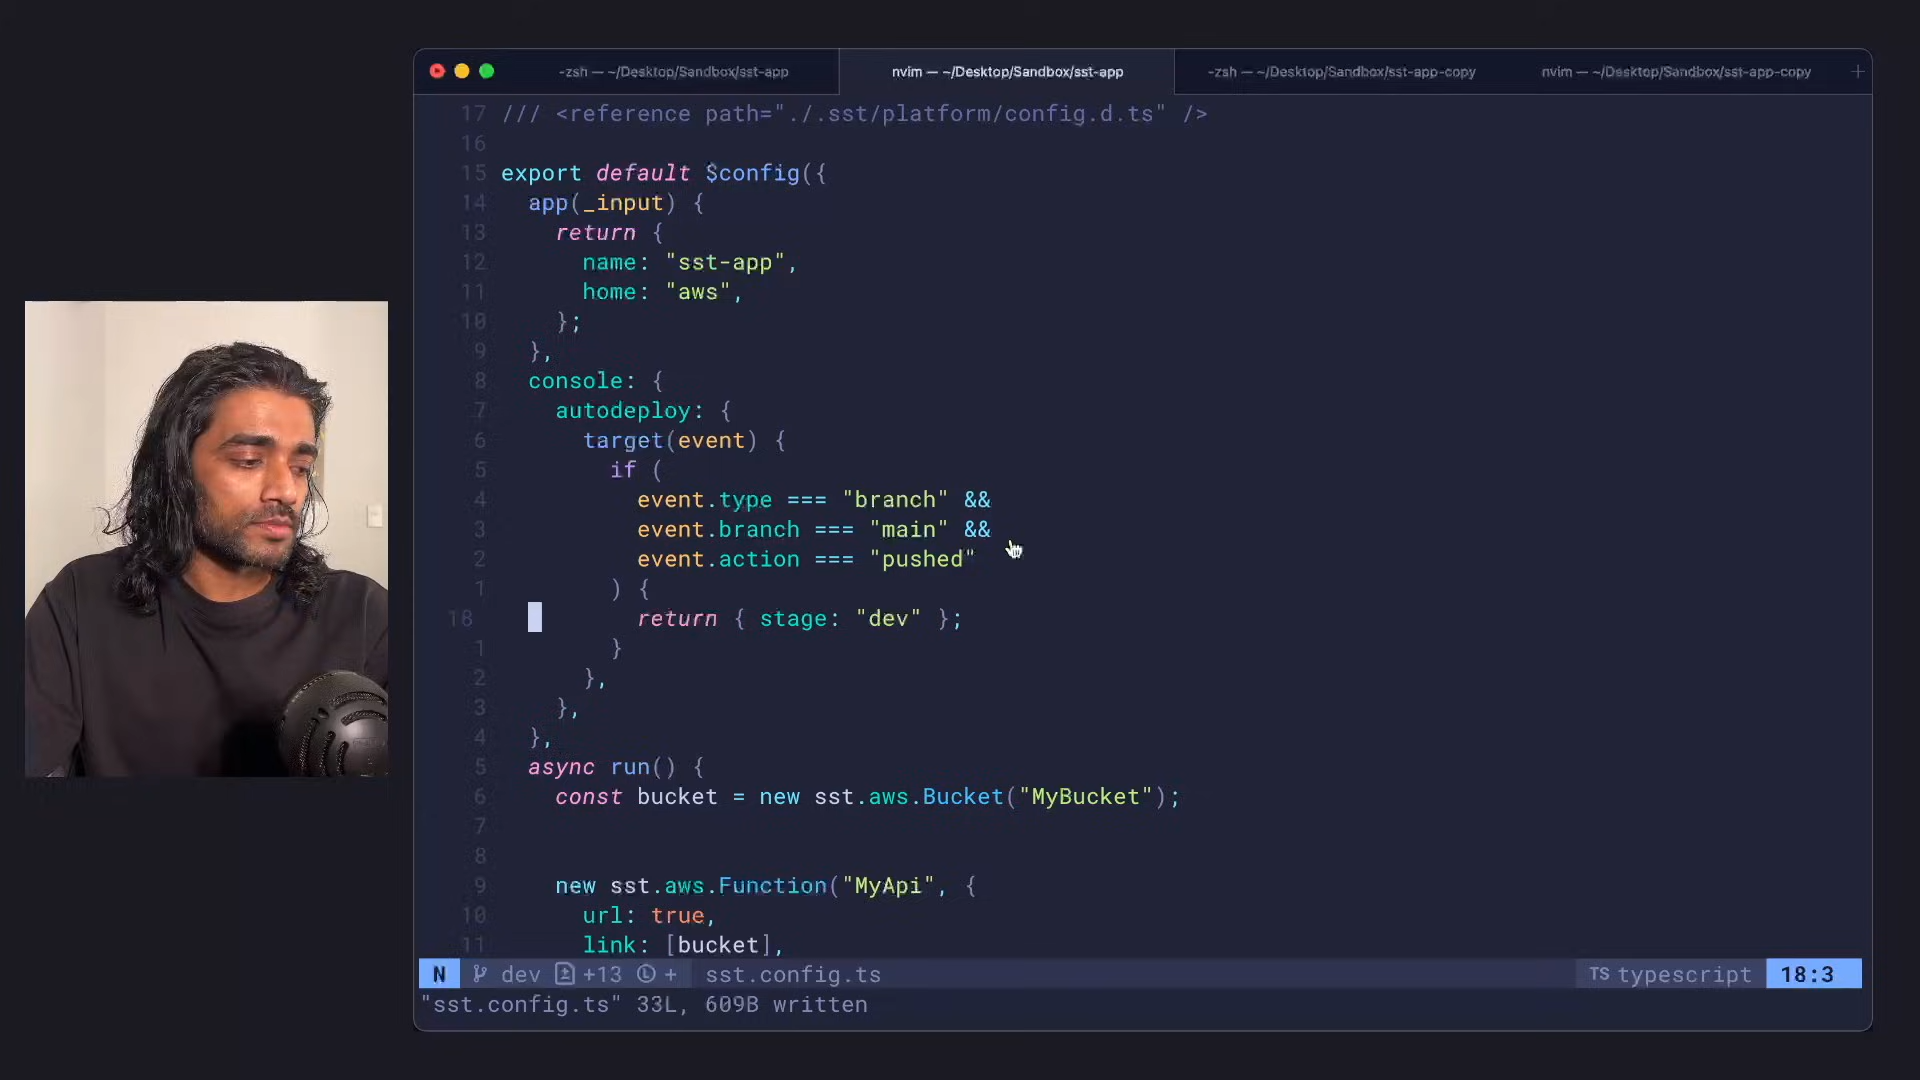 -zsh — ~/Desktop/Sandbox/sst-app
nvim — ~/Desktop/Sandbox/sst-app
-zsh — ~/Desktop/Sandbox/sst-app-copy
nvim — ~/Desktop/Sandbox/sst-app-copy
17 /// <reference path="./.sst/platform/config.d.ts" />
16
15 export default $config({
14   app(_input) {
13     return {
12       name: "sst-app",
11       home: "aws",
10     };
9   },
8   console: {
7     autodeploy: {
6       target(event) {
5         if (
4           event.type === "branch" &&
3           event.branch === "main" &&
2           event.action === "pushed"
1         ) {
18           return { stage: "dev" };
1         }
2       },
3     },
4   },
5   async run() {
6     const bucket = new sst.aws.Bucket("MyBucket");
7
8
9     new sst.aws.Function("MyApi", {
10       url: true,
11       link: [bucket],
N dev +13 + sst.config.ts TS typescript 18:3
"sst.config.ts" 33L, 609B written